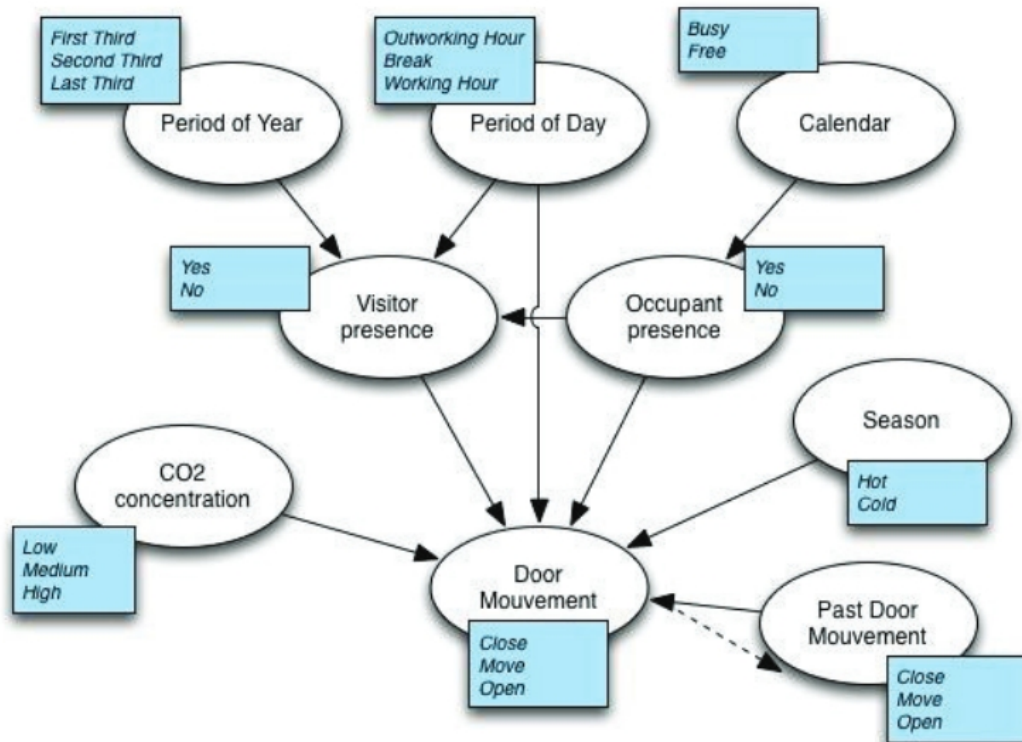 First Third
Second Third
Last Third
Period of Year
Outworking Hour
Break
Working Hour
Period of Day
Busy
Free
Calendar
Yes
No
Visitor
presence
Occupant
presence
Yes
No
Season
Hot
Cold
CO2
concentration
Low
Medium
High
Door
Mouvement
Close
Move
Open
Past Door
Mouvement
Close
Move
Open